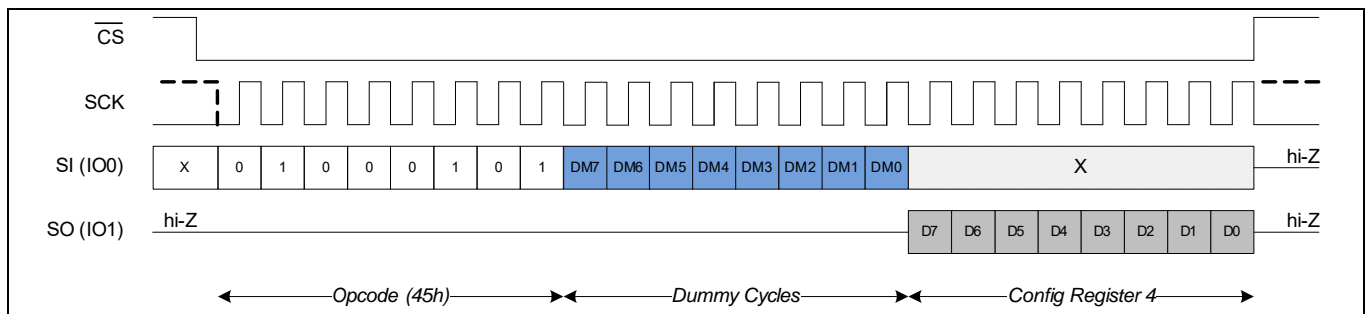 CS
SCK
SI (IO0) X 0 1 0 0 0 1 0 1 DM7 DM6 DM5 DM4 DM3 DM2 DM1 DM0 X hi-Z
SO (IO1) hi-Z D7 D6 D5 D4 D3 D2 D1 D0 hi-Z
Opcode (45h) Dummy Cycles Config Register 4